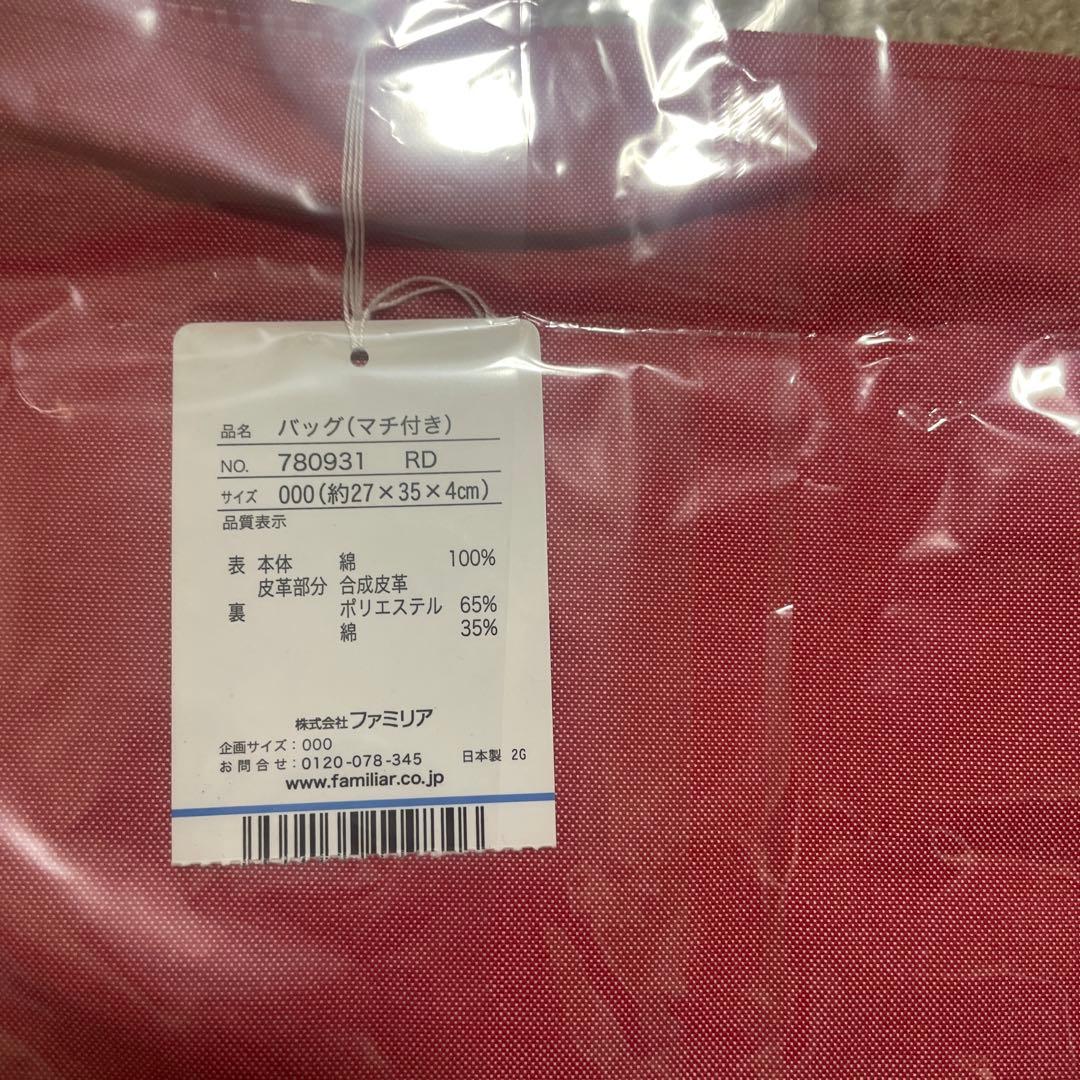 品名 バッグ(マチ付き)
NO. 780931 RD
サイズ 000(約27×35×4cm)
品質表示
表 本体 綿 100%
皮革部分 合成皮革
裏 ポリエステル 65%
綿 35%
株式会社ファミリア
企画サイズ:000
お問合せ:0120-078-345 日本製 2G
www.familiar.co.jp